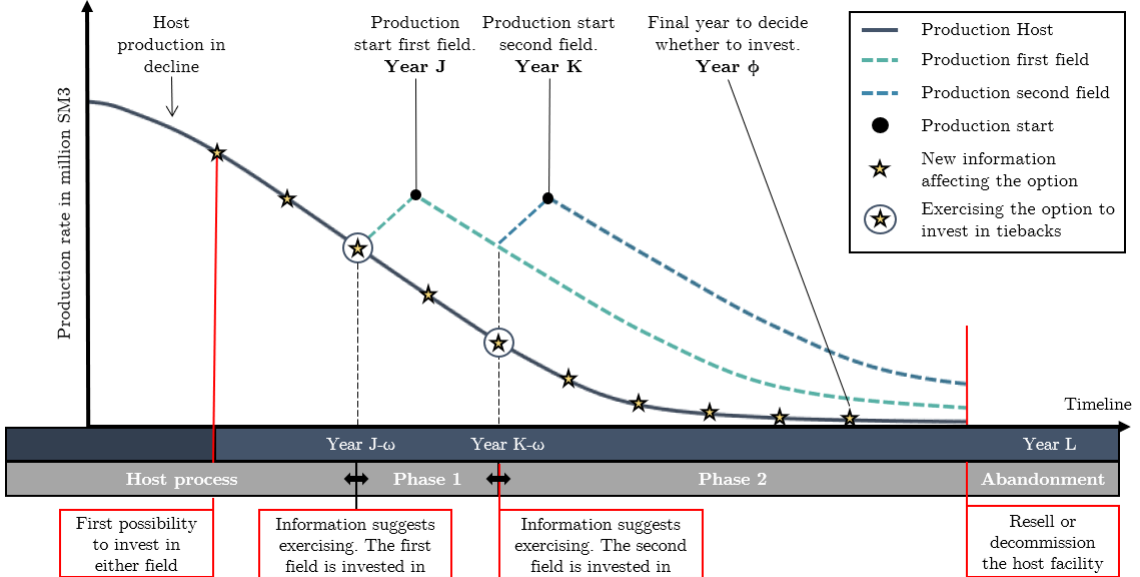 Host
production in
decline
Production
start first field.
Year J
Production start
second field.
Year K
Final year to decide
whether to invest.
Year ϕ
Production Host
Production first field
Production second field
Production start
New information
affecting the option
Exercising the option to
invest in tiebacks
Production rate in million SM3
Timeline
Year J-ω
Year K-ω
Year L
Host process
Phase 1
Phase 2
Abandonment
First possibility
to invest in
either field
Information suggests
exercising. The first
field is invested in
Information suggests
exercising. The second
field is invested in
Resell or
decommission
the host facility